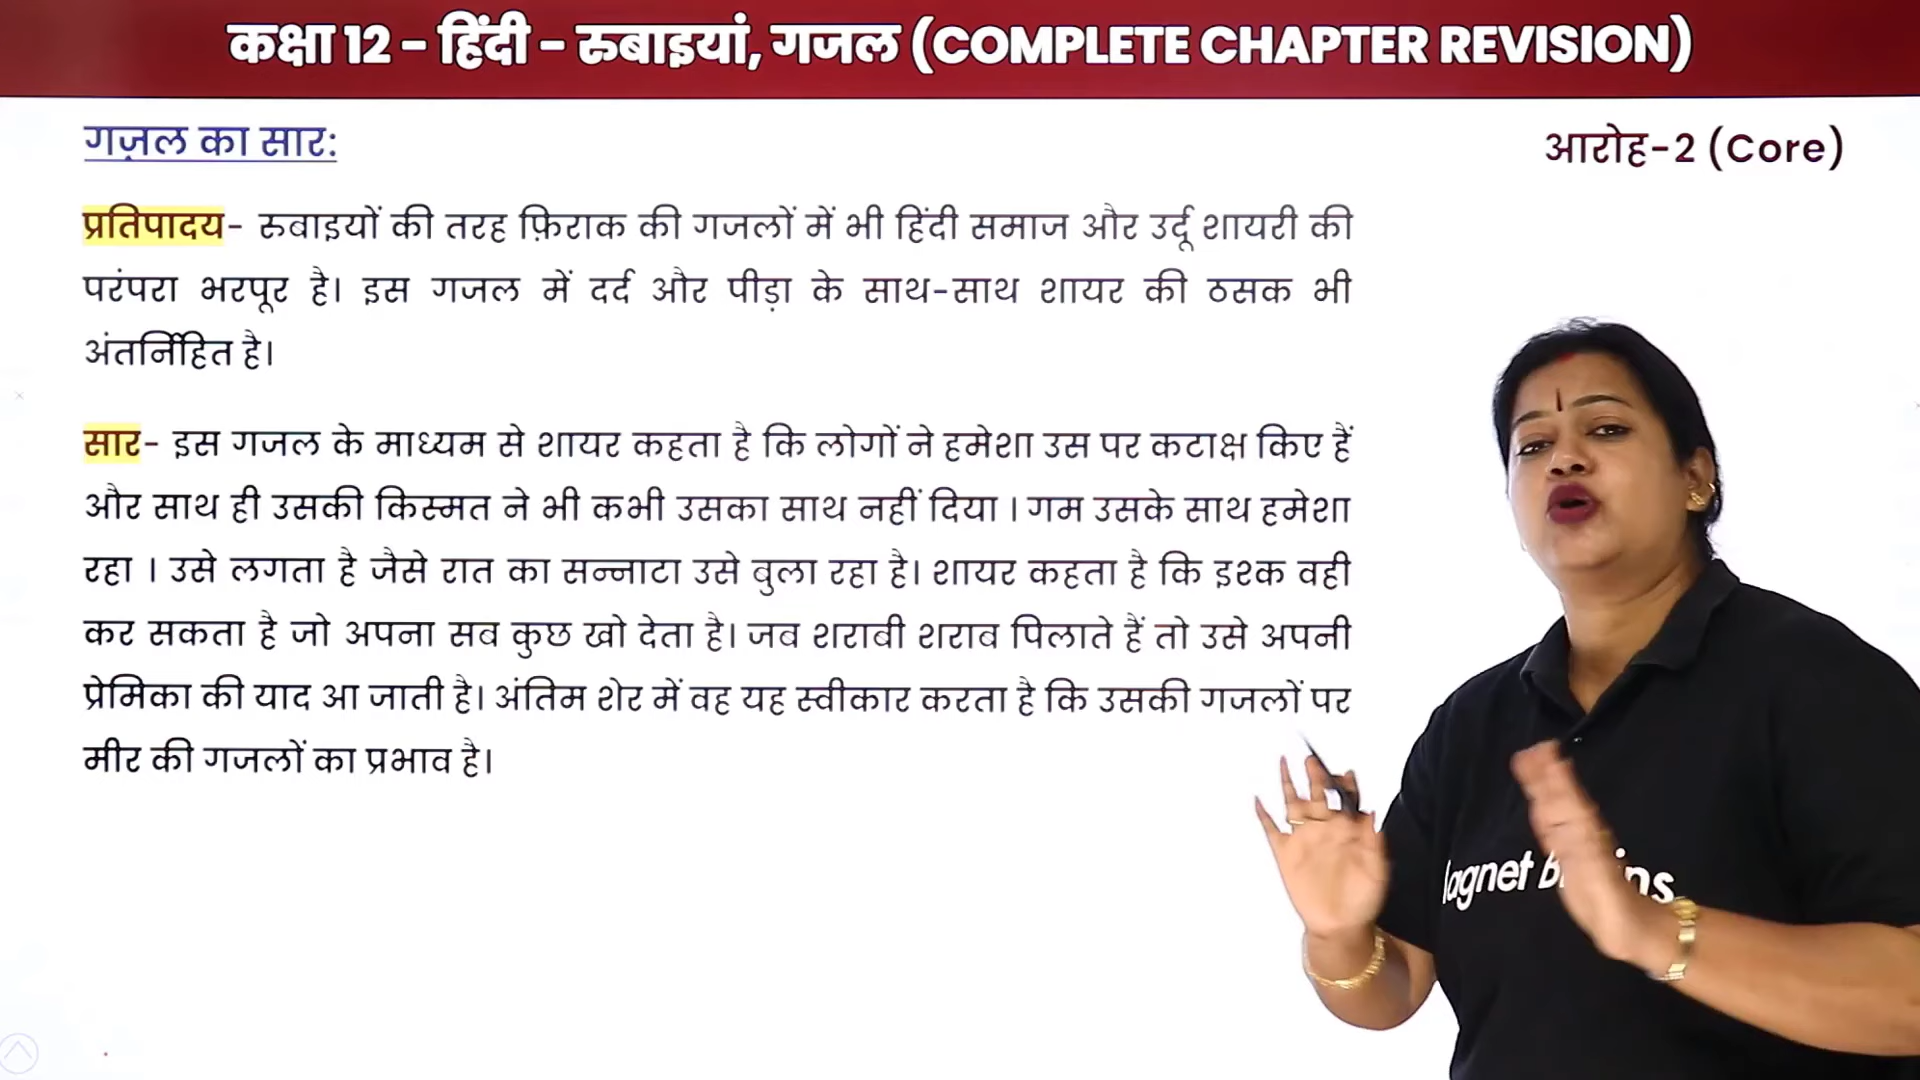 कक्षा 12 - हिंदी - रुबाइयां, गजल (COMPLETE CHAPTER REVISION)
गज़ल का सार:
आरोह-2 (Core)
प्रतिपादय- रुबाइयों की तरह फ़िराक की गजलों में भी हिंदी समाज और उर्दू शायरी की
परंपरा भरपूर है। इस गजल में दर्द और पीड़ा के साथ-साथ शायर की ठसक भी
अंतर्निहित है।
सार- इस गजल के माध्यम से शायर कहता है कि लोगों ने हमेशा उस पर कटाक्ष किए हैं
और साथ ही उसकी किस्मत ने भी कभी उसका साथ नहीं दिया । गम उसके साथ हमेशा
रहा । उसे लगता है जैसे रात का सन्नाटा उसे बुला रहा है। शायर कहता है कि इश्क वही
कर सकता है जो अपना सब कुछ खो देता है। जब शराबी शराब पिलाते हैं तो उसे अपनी
प्रेमिका की याद आ जाती है। अंतिम शेर में वह यह स्वीकार करता है कि उसकी गजलों पर
मीर की गजलों का प्रभाव है।